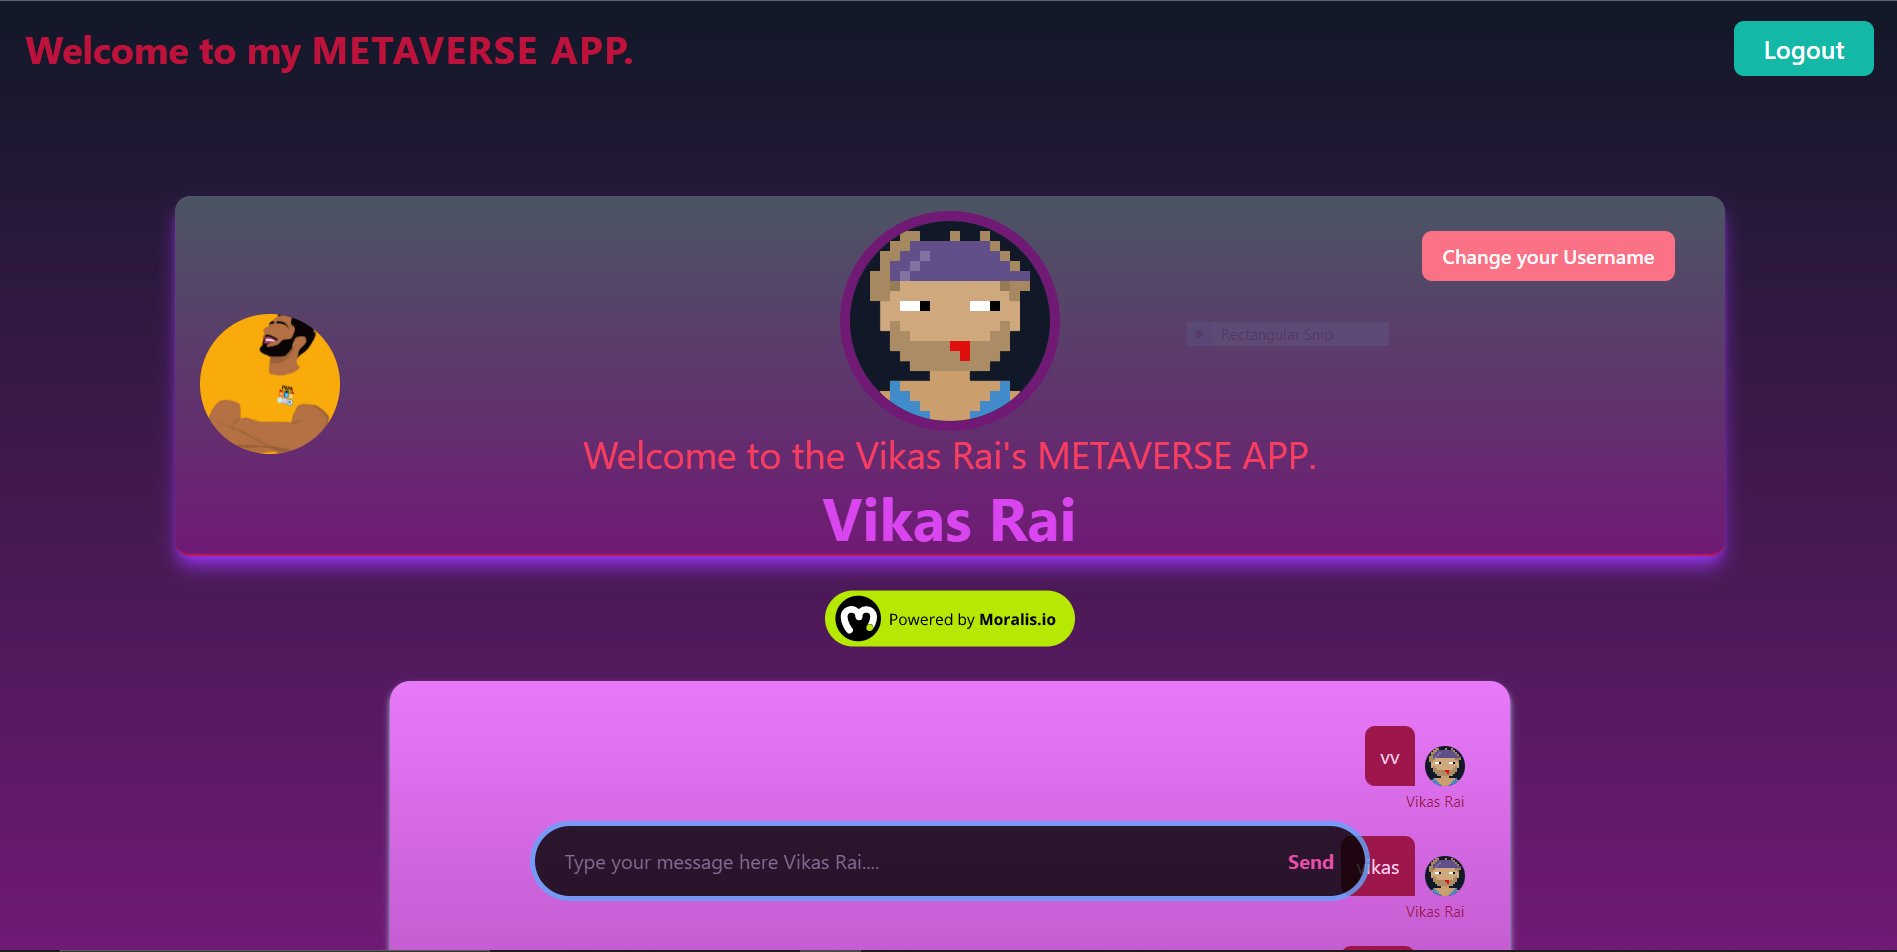 Welcome to my METAVERSE APP.
Logout
Change your Username
Rectangular Snip
Welcome to the Vikas Rai's METAVERSE APP.
Vikas Rai
Powered by Moralis.io
vv
Vikas Rai
Type your message here Vikas Rai....
Send
vikas
Vikas Rai